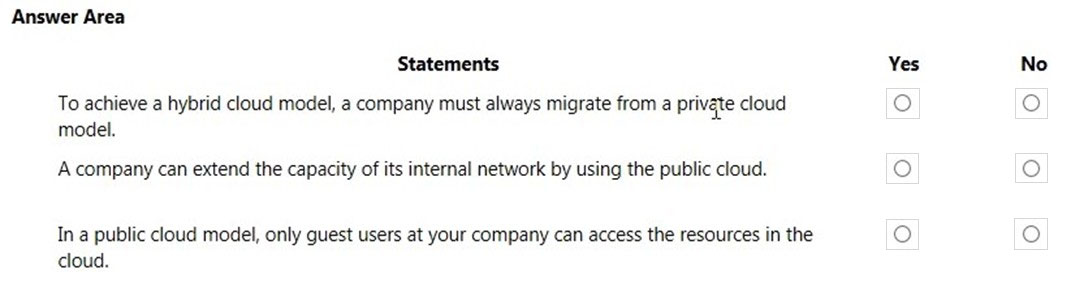 Answer Area
Statements Yes No
To achieve a hybrid cloud model, a company must always migrate from a private cloud
model.
A company can extend the capacity of its internal network by using the public cloud.
In a public cloud model, only guest users at your company can access the resources in the
cloud.